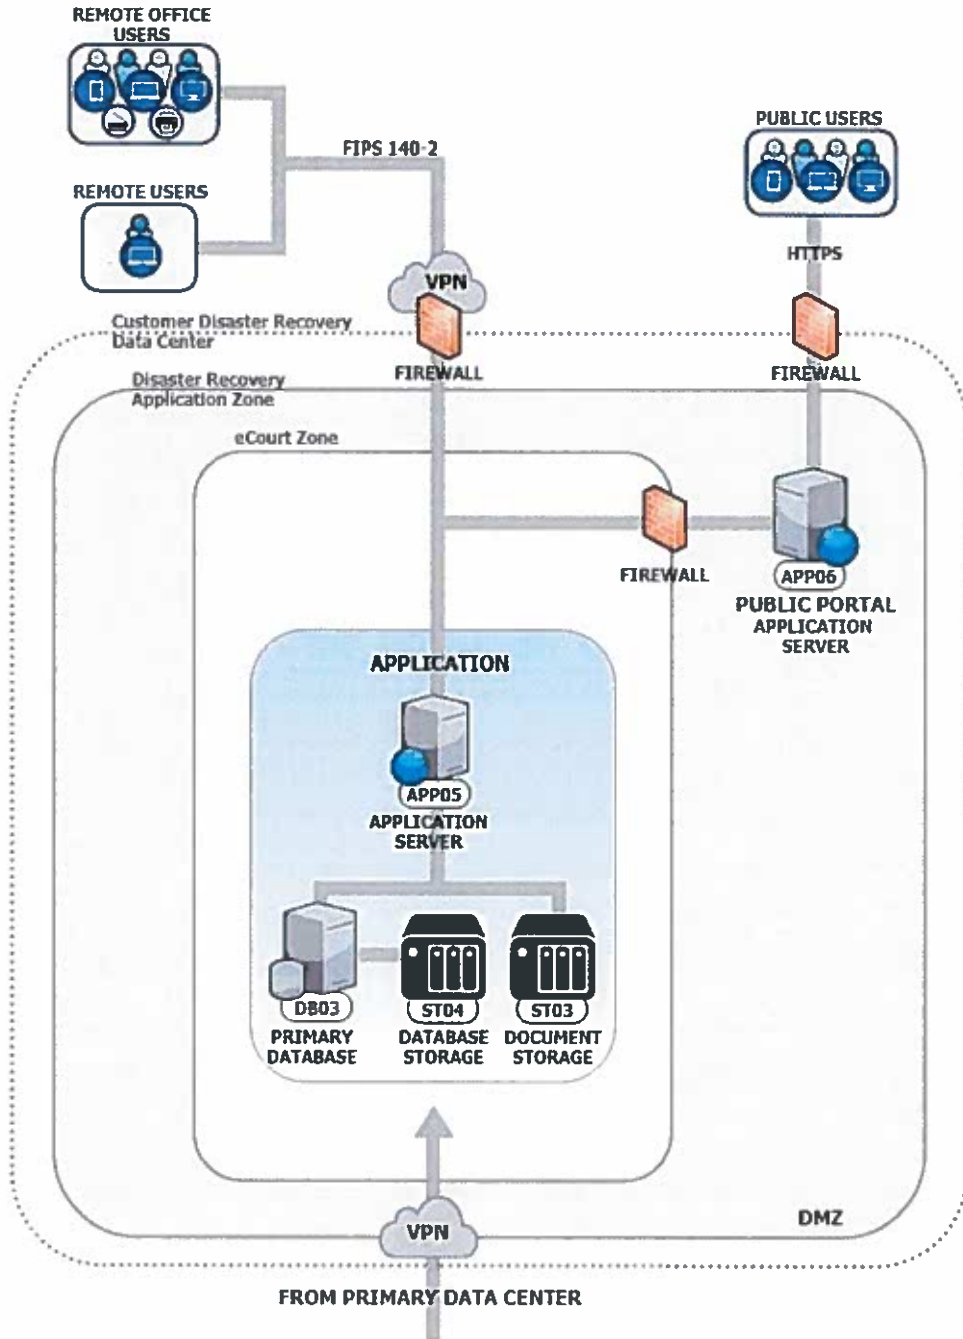 REMOTE OFFICE
USERS
FIPS 140-2
PUBLIC USERS
REMOTE USERS
HTTPS
VPN
Customer Disaster Recovery
Data Center
FIREWALL
FIREWALL
Disaster Recovery
Application Zone
eCourt Zone
FIREWALL
APP06
PUBLIC PORTAL
APPLICATION
SERVER
APPLICATION
APP05
APPLICATION
SERVER
DB03
ST04
ST03
PRIMARY
DATABASE
DATABASE
STORAGE
DOCUMENT
STORAGE
DMZ
VPN
FROM PRIMARY DATA CENTER